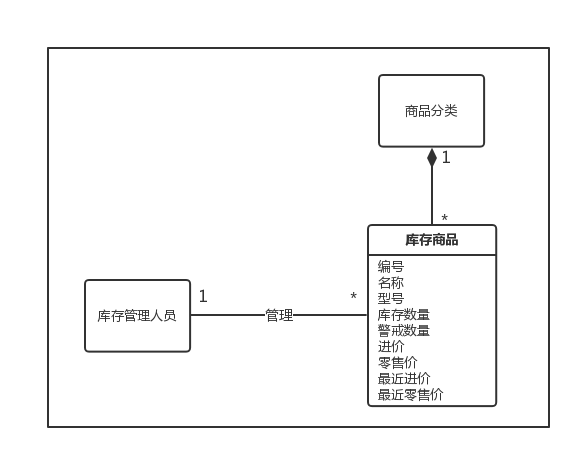 商品分类
1
*
库存商品
编号
名称
型号
库存数量
警戒数量
进价
零售价
最近进价
最近零售价
库存管理人员
1
管理
*